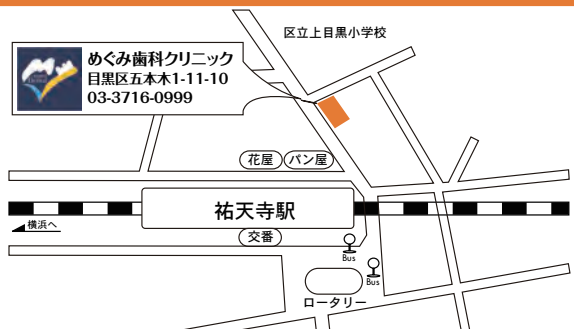 区立上目黒小学校
めぐみ歯科クリニック
目黒区五本木1-11-10
03-3716-0999
花屋
パン屋
祐天寺駅
横浜へ
交番
Bus
Bus
ロータリー